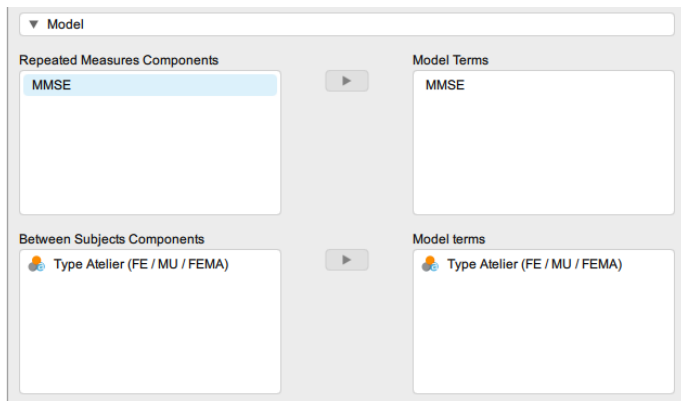 Model
Repeated Measures Components
Model Terms
MMSE
MMSE
Between Subjects Components
Model terms
Type Atelier (FE / MU / FEMA)
Type Atelier (FE / MU / FEMA)